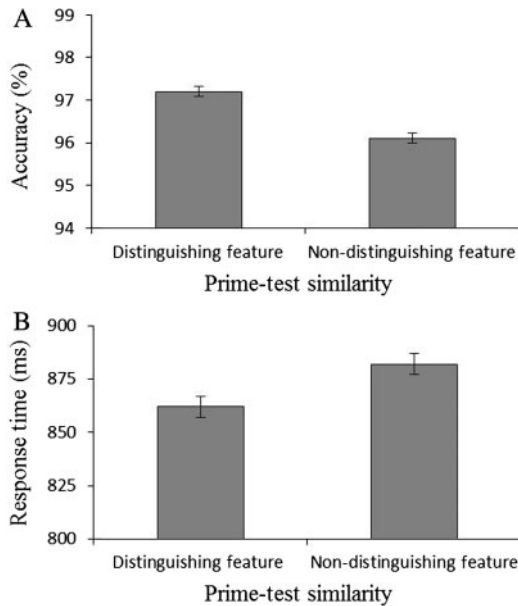 A
Accuracy (%)
99
98
97
96
95
94
Distinguishing feature Non-distinguishing feature
Prime-test similarity
B
Response time (ms)
900
875
850
825
800
Distinguishing feature Non-distinguishing feature
Prime-test similarity